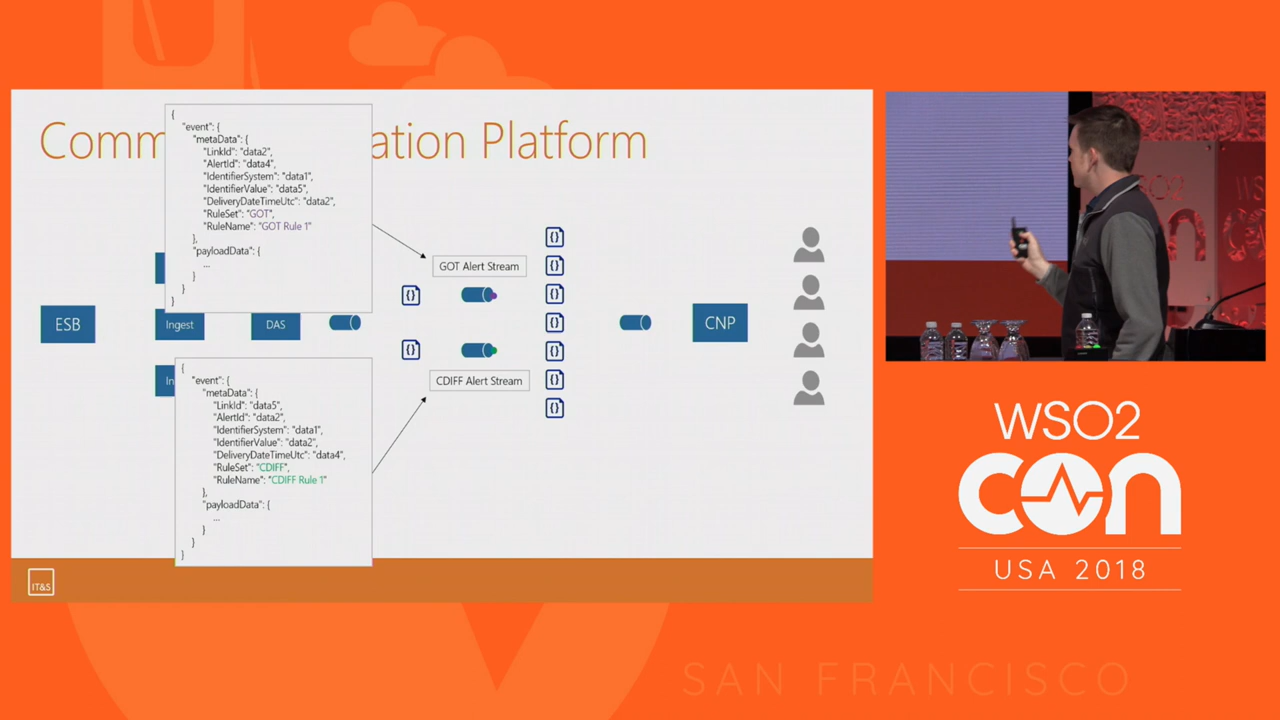 Comm
ation Platform
{
"event": {
"metaData": {
"LinkId": "data2",
"AlertId": "data4",
"IdentifierSystem": "data1",
"IdentifierValue": "data5",
"DeliveryDateTimeUtc": "data2",
"RuleSet": "GOT",
"RuleName": "GOT Rule 1"
},
"payloadData": {
...
}
}
}
GOT Alert Stream
{}
{}
{}
{}
{}
{}
{}
{}
{}
ESB
Ingest
DAS
CNP
In
CDIFF Alert Stream
{
"event": {
"metaData": {
"LinkId": "data5",
"AlertId": "data2",
"IdentifierSystem": "data1",
"IdentifierValue": "data2",
"DeliveryDateTimeUtc": "data4",
"RuleSet": "CDIFF",
"RuleName": "CDIFF Rule 1"
},
"payloadData": {
...
}
}
}
IT&S
WSO2
con
USA 2018
SAN FRANCISCO